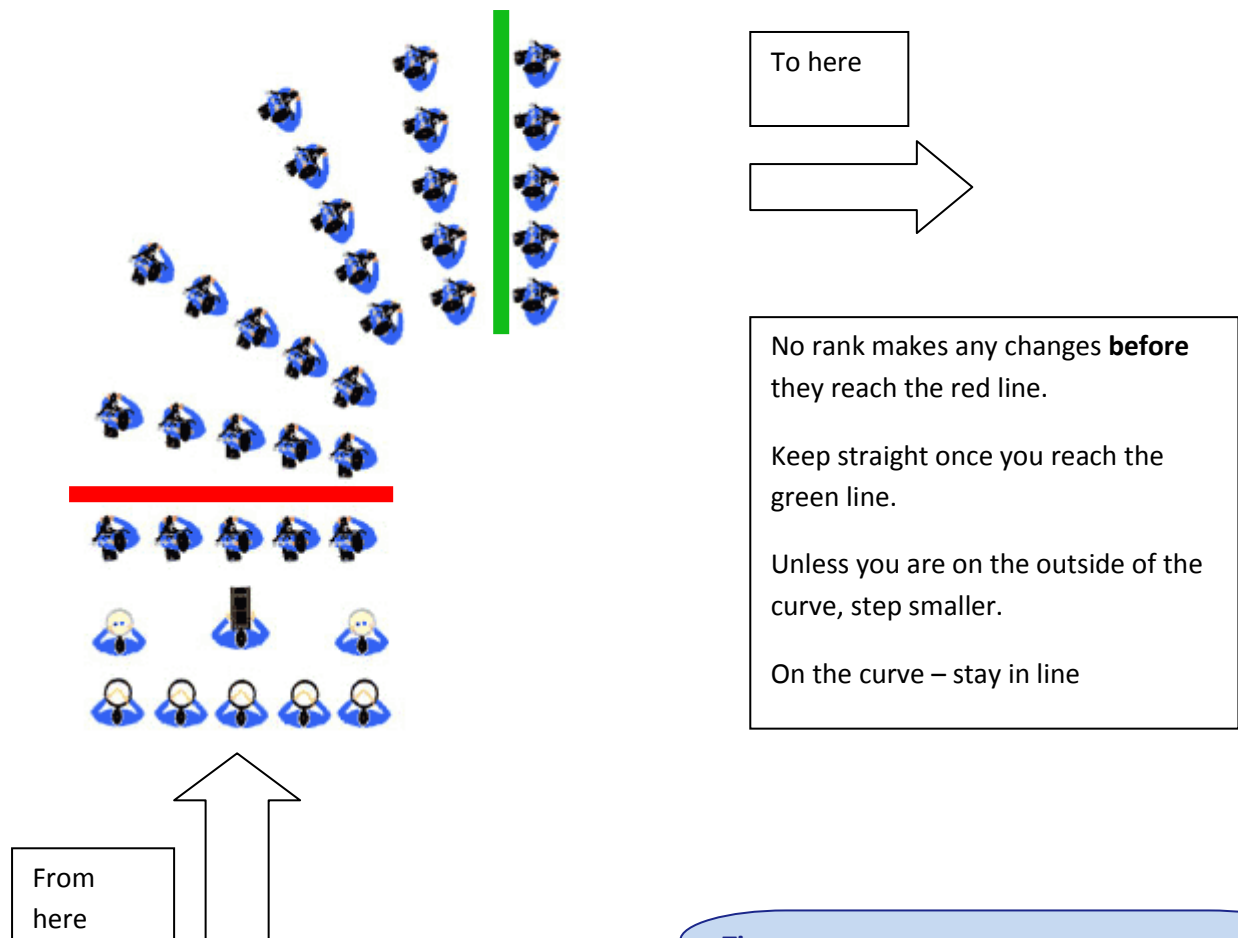 To here
No rank makes any changes before
they reach the red line.
Keep straight once you reach the
green line.
Unless you are on the outside of the
curve, step smaller.
On the curve – stay in line
From
here